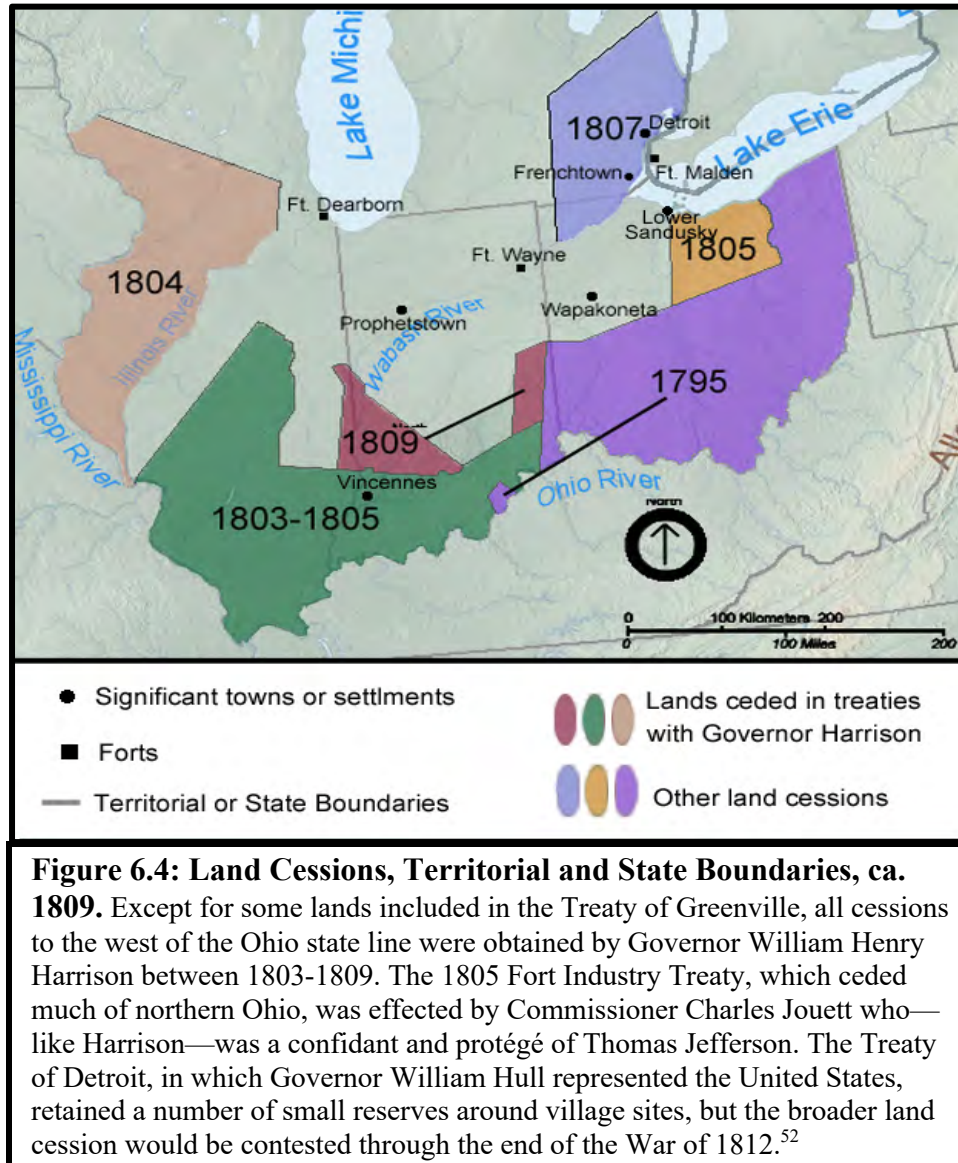 Lake Michi
Lake Erie
1807
Detroit
Frenchtown
Ft. Malden
Ft. Dearborn
Lower
Sandusky
1804
Ft. Wayne
1805
Prophetstown
Wapakoneta
Wabash River
Illinois River
Mississippi River
1795
1809
Vincennes
Ohio River
1803-1805
All
North
0 100 Kilometers 200
0 100 Miles 200
Significant towns or settlments
Forts
Territorial or State Boundaries
Lands ceded in treaties
with Governor Harrison
Other land cessions
Figure 6.4: Land Cessions, Territorial and State Boundaries, ca.
1809. Except for some lands included in the Treaty of Greenville, all cessions
to the west of the Ohio state line were obtained by Governor William Henry
Harrison between 1803-1809. The 1805 Fort Industry Treaty, which ceded
much of northern Ohio, was effected by Commissioner Charles Jouett who—
like Harrison—was a confidant and protégé of Thomas Jefferson. The Treaty
of Detroit, in which Governor William Hull represented the United States,
retained a number of small reserves around village sites, but the broader land
cession would be contested through the end of the War of 1812.52